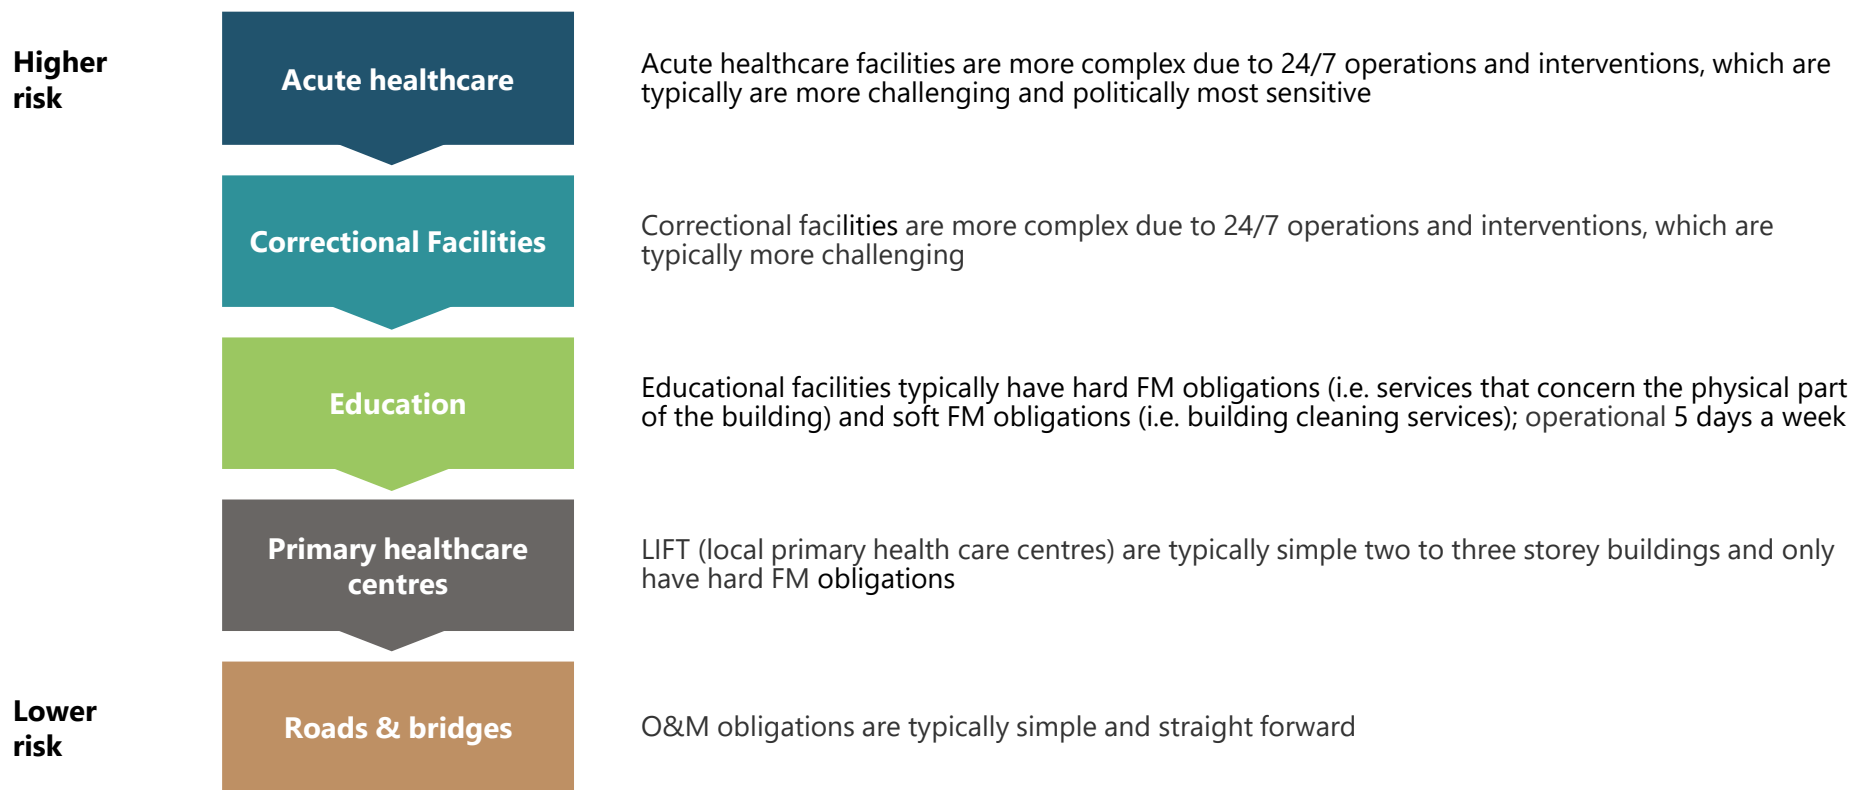 Higher
risk
Acute healthcare
Acute healthcare facilities are more complex due to 24/7 operations and interventions, which are
typically are more challenging and politically most sensitive
Correctional Facilities
Correctional facilities are more complex due to 24/7 operations and interventions, which are
typically more challenging
Education
Educational facilities typically have hard FM obligations (i.e. services that concern the physical part
of the building) and soft FM obligations (i.e. building cleaning services); operational 5 days a week
Primary healthcare
centres
LIFT (local primary health care centres) are typically simple two to three storey buildings and only
have hard FM obligations
Lower
risk
Roads & bridges
O&M obligations are typically simple and straight forward